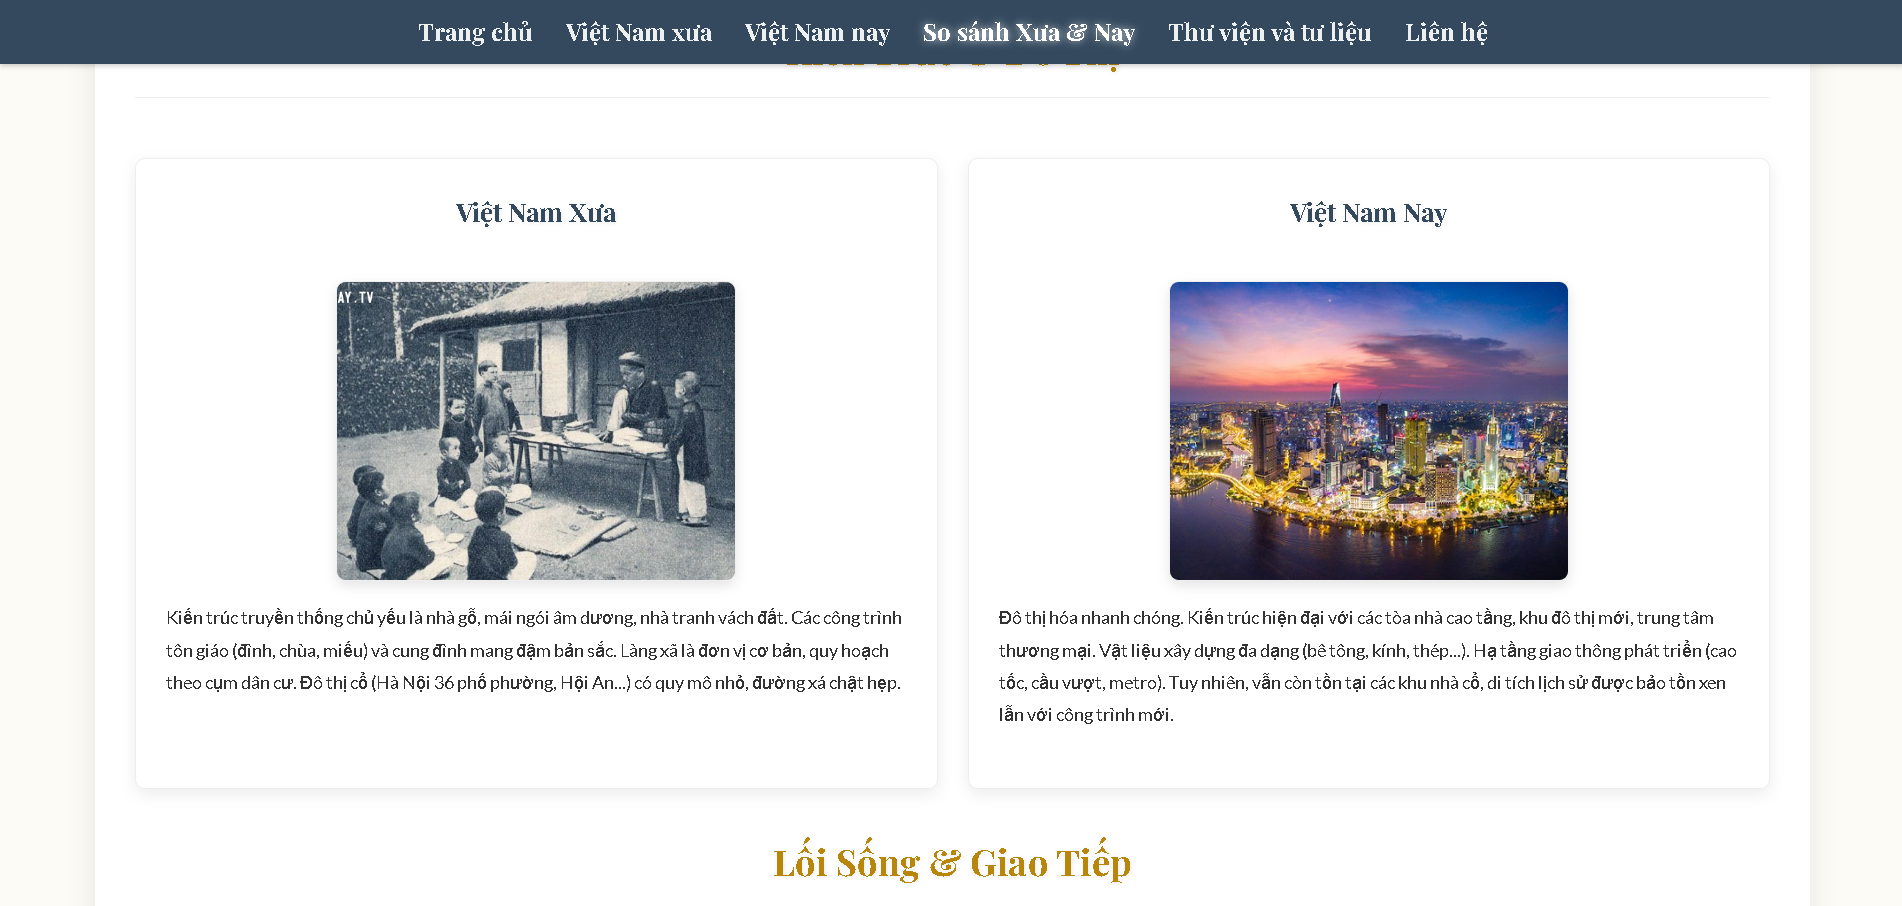 Trang chủ Việt Nam xưa Việt Nam nay So sánh Xưa & Nay Thư viện và tư liệu Liên hệ
Việt Nam Xưa
AY.TV
Kiến trúc truyền thống chủ yếu là nhà gỗ, mái ngói âm dương, nhà tranh vách đất. Các công trình
tôn giáo (đình, chùa, miếu) và cung đình mang đậm bản sắc. Làng xã là đơn vị cơ bản, quy hoạch
theo cụm dân cư. Đô thị cổ (Hà Nội 36 phố phường, Hội An...) có quy mô nhỏ, đường xá chật hẹp.
Việt Nam Nay
Đô thị hóa nhanh chóng. Kiến trúc hiện đại với các tòa nhà cao tầng, khu đô thị mới, trung tâm
thương mại. Vật liệu xây dựng đa dạng (bê tông, kính, thép...). Hạ tầng giao thông phát triển (cao
tốc, cầu vượt, metro). Tuy nhiên, vẫn còn tồn tại các khu nhà cổ, di tích lịch sử được bảo tồn xen
lẫn với công trình mới.
Lối Sống & Giao Tiếp